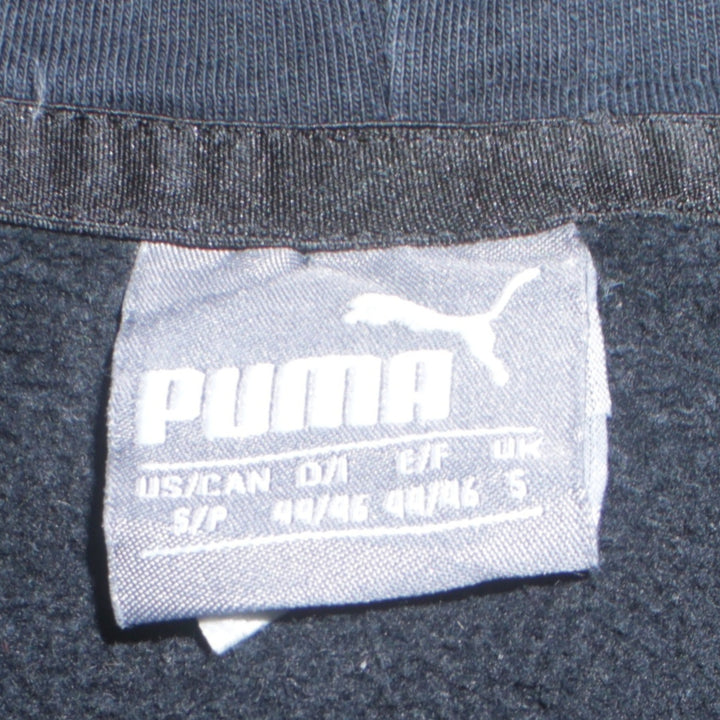 PUMA
US/CAN D/I E/F UK
S/P 44/46 44/46 S